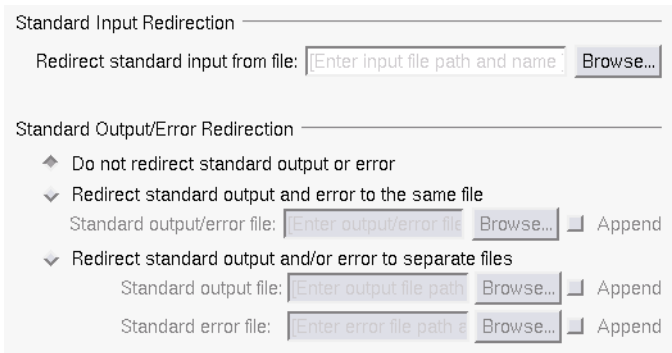 Standard Input Redirection
Redirect standard input from file: [Enter input file path and name ] Browse...
Standard Output/Error Redirection
Do not redirect standard output or error
Redirect standard output and error to the same file
Standard output/error file: [Enter output/error file Browse... Append
Redirect standard output and/or error to separate files
Standard output file: [Enter output file path Browse... Append
Standard error file: [Enter error file path a Browse... Append